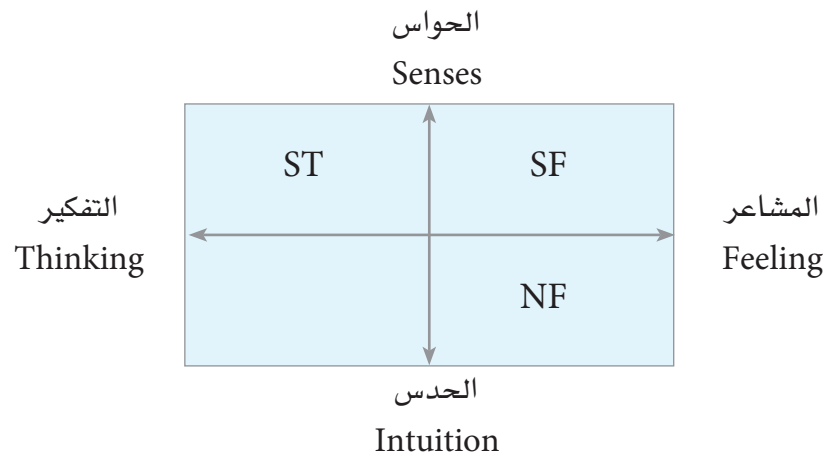 الحواس
Senses
ST SF
التفكير
Thinking
المشاعر
Feeling
NF
الحدس
Intuition